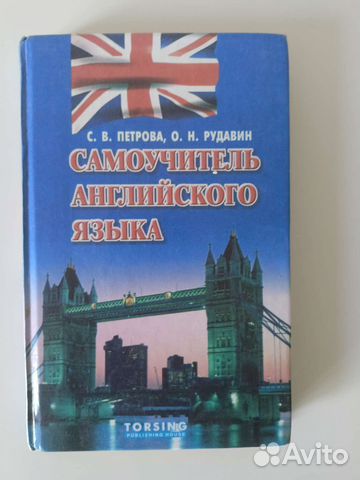 С. В. ПЕТРОВА, О. Н. РУДАВИН
САМОУЧИТЕЛЬ
АНГЛИЙСКОГО
ЯЗЫКА
TORSING
PUBLISHING HOUSE
Avito